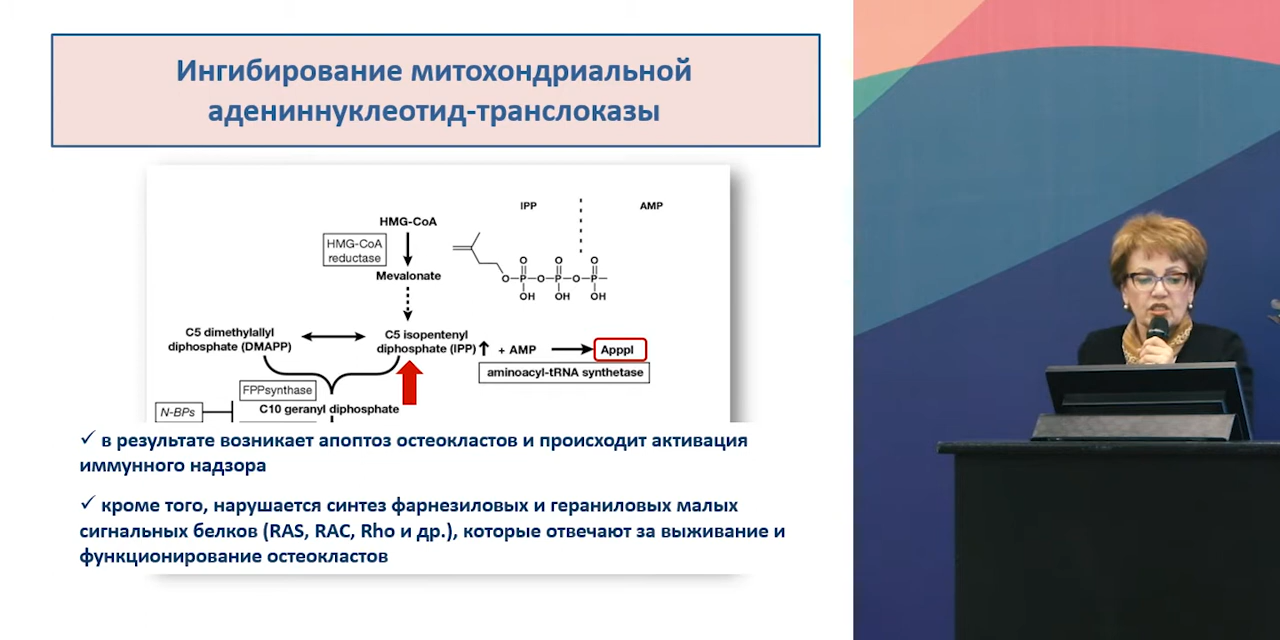 Ингибирование митохондриальной
адениннуклеотид-транслоказы
IPP
AMP
HMG-CoA
HMG-CoA
reductase
Mevalonate
O
O
O
O
P
O
P
O
P
OH
OH
OH
C5 dimethylallyl
diphosphate (DMAPP)
C5 isopentenyl
diphosphate (IPP)
+ AMP
ApppI
aminoacyl-tRNA synthetase
FPPsynthase
N-BPs
C10 geranyl diphosphate
✓ в результате возникает апоптоз остеокластов и происходит активация
иммунного надзора
✓ кроме того, нарушается синтез фарнезиловых и гераниловых малых
сигнальных белков (RAS, RAC, Rho и др.), которые отвечают за выживание и
функционирование остеокластов